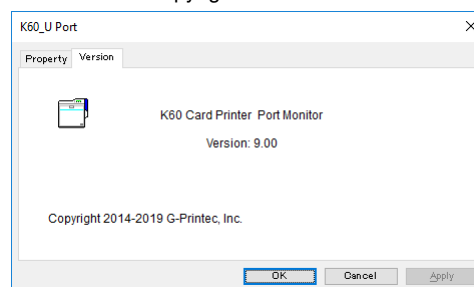 K60_U Port
Property Version
K60 Card Printer Port Monitor
Version: 9.00
Copyright 2014-2019 G-Printec, Inc.
OK Cancel Apply